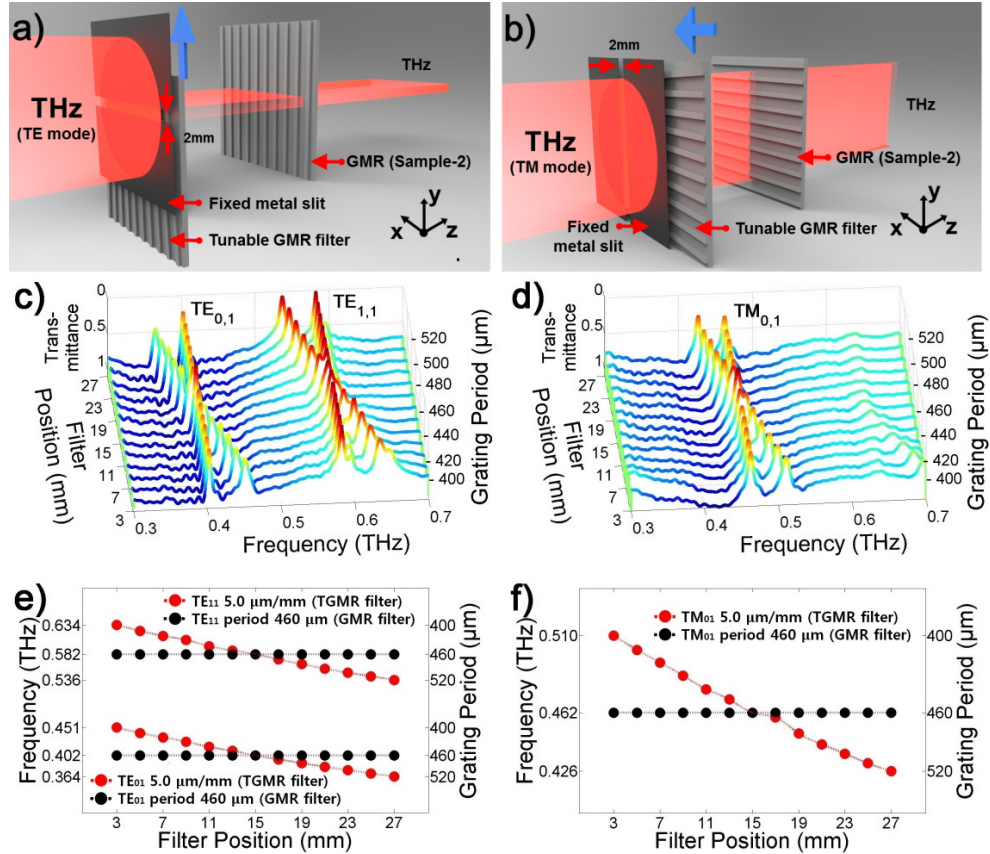 a)
THz
(TE mode)
2mm
THz
GMR (Sample-2)
Fixed metal slit
Tunable GMR filter
y
x
z
b)
2mm
THz
(TM mode)
THz
GMR (Sample-2)
Fixed
metal slit
Tunable GMR filter
y
x
z
c)
0
0.5
1
Trans-
mittance
TE0,1
TE1,1
27
23
19
15
11
7
3
Filter
Position (mm)
0.3
0.4
0.5
0.6
0.7
Frequency (THz)
520
500
480
460
440
420
400
Grating Period (μm)
d)
0
0.5
1
Trans-
mittance
TM0,1
27
23
19
15
11
7
3
Filter
Position (mm)
0.3
0.4
0.5
0.6
0.7
Frequency (THz)
520
500
480
460
440
420
400
Grating Period (μm)
e)
TE11 5.0 μm/mm (TGMR filter)
TE11 period 460 μm (GMR filter)
0.634
0.582
0.536
0.451
0.402
0.364
Frequency (THz)
400
460
520
400
460
520
Grating Period (μm)
TE01 5.0 μm/mm (TGMR filter)
TE01 period 460 μm (GMR filter)
3 7 11 15 19 23 27
Filter Position (mm)
f)
TM01 5.0 μm/mm (TGMR filter)
TM01 period 460 μm (GMR filter)
0.510
0.462
0.426
Frequency (THz)
400
460
520
Grating Period (μm)
3 7 11 15 19 23 27
Filter Position (mm)